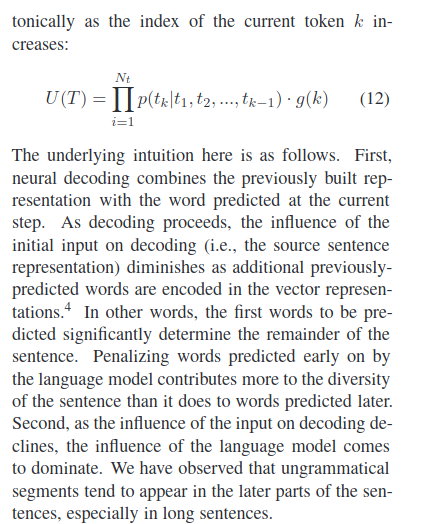 tonically as the index of the current token k in-
creases:
U(T) = ∏_{i=1}^{Nt} p(t_k|t_1, t_2, ..., t_{k−1}) · g(k) (12)
The underlying intuition here is as follows. First,
neural decoding combines the previously built rep-
resentation with the word predicted at the current
step. As decoding proceeds, the influence of the
initial input on decoding (i.e., the source sentence
representation) diminishes as additional previously-
predicted words are encoded in the vector represen-
tations.⁴ In other words, the first words to be pre-
dicted significantly determine the remainder of the
sentence. Penalizing words predicted early on by
the language model contributes more to the diversity
of the sentence than it does to words predicted later.
Second, as the influence of the input on decoding de-
clines, the influence of the language model comes
to dominate. We have observed that ungrammatical
segments tend to appear in the later parts of the sen-
tences, especially in long sentences.